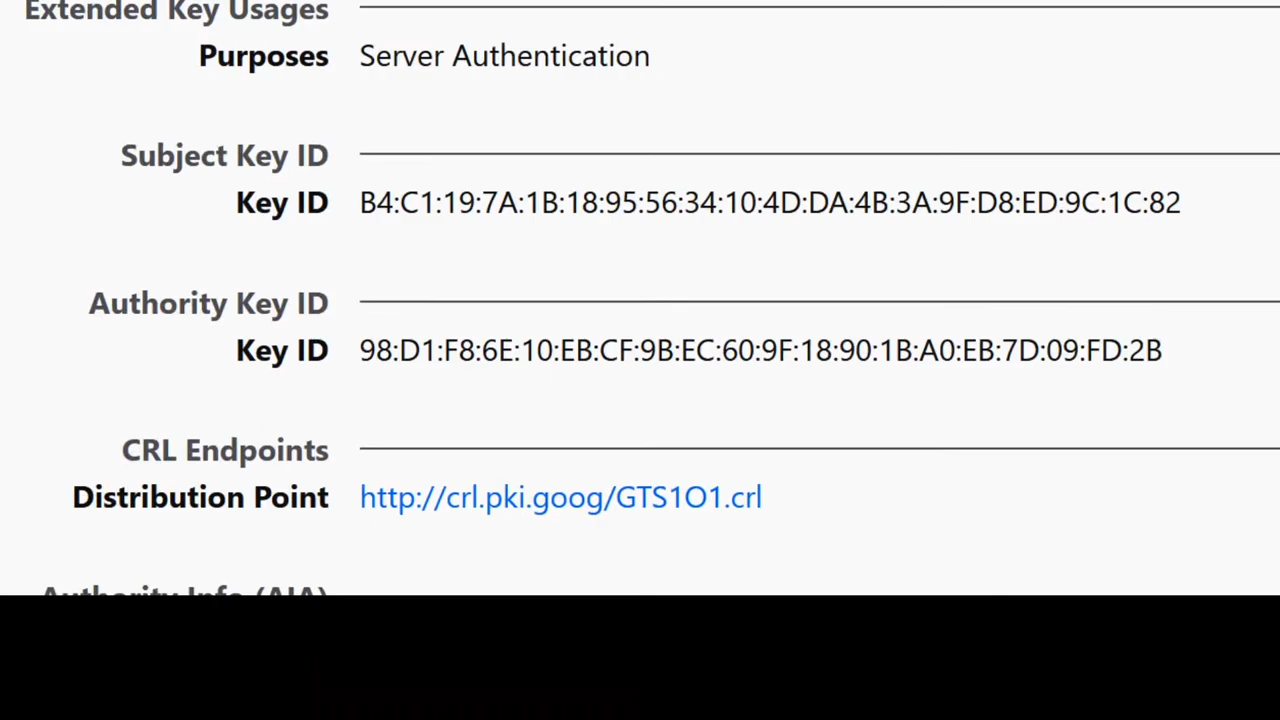 Extended Key Usages
Purposes Server Authentication
Subject Key ID
Key ID B4:C1:19:7A:1B:18:95:56:34:10:4D:DA:4B:3A:9F:D8:ED:9C:1C:82
Authority Key ID
Key ID 98:D1:F8:6E:10:EB:CF:9B:EC:60:9F:18:90:1B:A0:EB:7D:09:FD:2B
CRL Endpoints
Distribution Point http://crl.pki.goog/GTS1O1.crl
Authority Info (AIA)